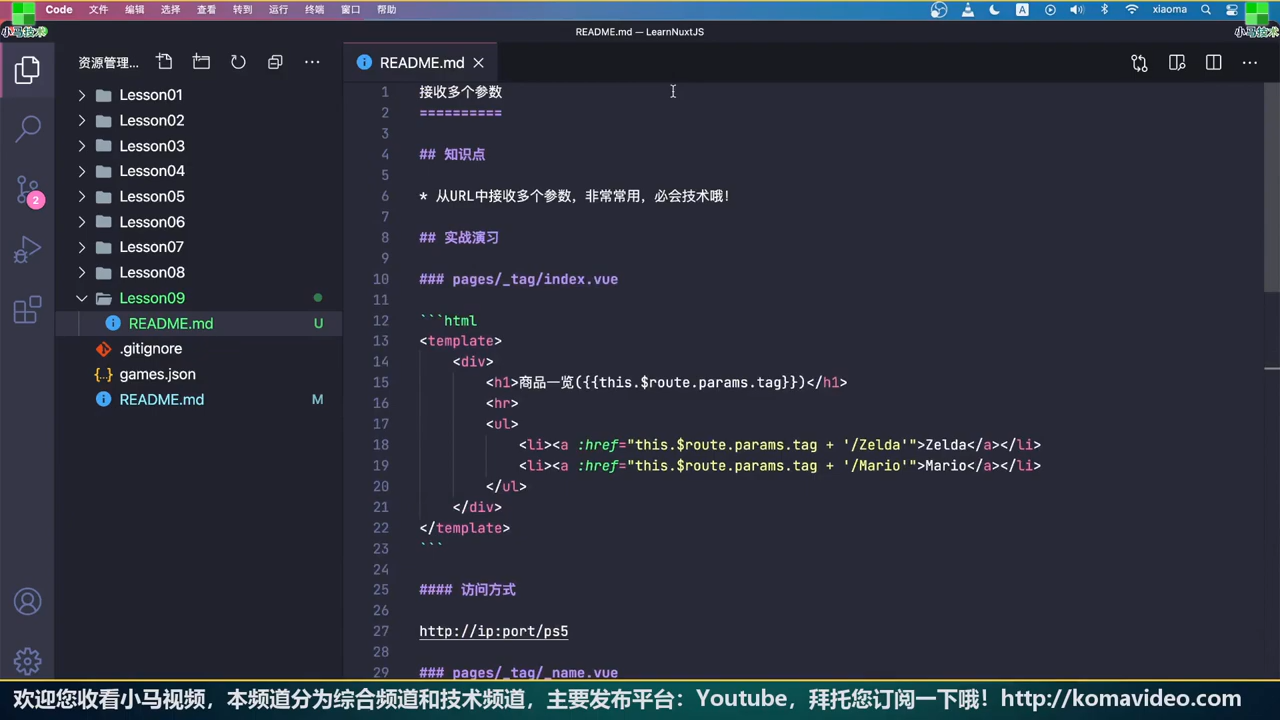 Code 文件 编辑 选择 查看 转到 运行 终端 窗口 帮助 A xiaoma
小马技术 README.md — LearnNuxtJS 小马技术
资源管理... README.md
Lesson01
Lesson02
Lesson03
Lesson04
Lesson05
Lesson06
Lesson07
Lesson08
Lesson09
README.md U
.gitignore
games.json
README.md M
2
1 接收多个参数
2 ==========
3
4 ## 知识点
5
6 * 从URL中接收多个参数，非常常用，必会技术哦！
7
8 ## 实战演习
9
10 ### pages/_tag/index.vue
11
12 ```html
13 <template>
14 <div>
15 <h1>商品一览({{this.$route.params.tag}})</h1>
16 <hr>
17 <ul>
18 <li><a :href="this.$route.params.tag + '/Zelda'">Zelda</a></li>
19 <li><a :href="this.$route.params.tag + '/Mario'">Mario</a></li>
20 </ul>
21 </div>
22 </template>
23 ```
24
25 #### 访问方式
26
27 http://ip:port/ps5
28
29 ### pages/_tag/_name.vue
欢迎您收看小马视频，本频道分为综合频道和技术频道，主要发布平台：Youtube，拜托您订阅一下哦！http://komavideo.com